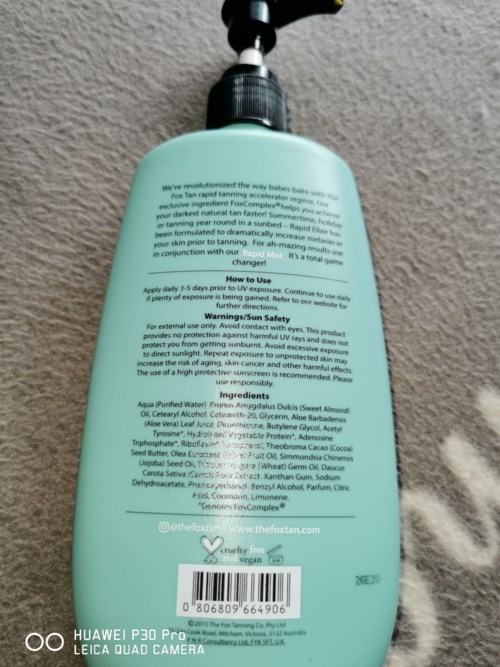 We've revolutionized the way babes bake with the
Fox Tan rapid tanning accelerator regime. Our
exclusive ingredient FoxComplex® helps you achieve
your darkest natural tan faster! Summertime, holiday
or tanning year round in a sunbed – Rapid Elixir has
been formulated to dramatically increase melanin in
your skin prior to tanning. For ah-mazing results use
in conjunction with our Rapid Mist. It's a total game
changer!
How to Use
Apply daily 3-5 days prior to UV exposure. Continue to use daily
if plenty of exposure is being gained. Refer to our website for
further directions.
Warnings/Sun Safety
For external use only. Avoid contact with eyes. This product
provides no protection against harmful UV rays and does not
protect you from getting sunburnt. Avoid excessive exposure
to direct sunlight. Repeat exposure to unprotected skin may
increase the risk of aging, skin cancer and other harmful effects.
The use of a high protective sunscreen is recommended. Please
use responsibly.
Ingredients
Aqua (Purified Water), Prunus Amygdalus Dulcis (Sweet Almond)
Oil, Cetearyl Alcohol, Ceteareth-20, Glycerin, Aloe Barbadensis
(Aloe Vera) Leaf Juice, Dimethicone, Butylene Glycol, Acetyl
Tyrosine*, Hydrolysed Vegetable Protein*, Adenosine
Triphosphate*, Riboflavin*, Tocopherol, Theobroma Cacao (Cocoa)
Seed Butter, Olea Europaea (Olive) Fruit Oil, Simmondsia Chinensis
(Jojoba) Seed Oil, Triticum Vulgare (Wheat) Germ Oil, Daucus
Carota Sativa (Carrot) Root Extract, Xanthan Gum, Sodium
Dehydroacetate, Phenoxyethanol, Benzyl Alcohol, Parfum, Citric
Acid, Coumarin, Limonene.
*Denotes FoxComplex®
@thefoxtan | www.thefoxtan.com
cruelty free
and vegan
0 806809 664906
26E20
©2015 The Fox Tanning Co. Pty Ltd
Cook Road, Mitcham, Victoria, 3132 Australia
Consultancy Ltd, FY8 5FT, U.K.
HUAWEI P30 Pro
LEICA QUAD CAMERA